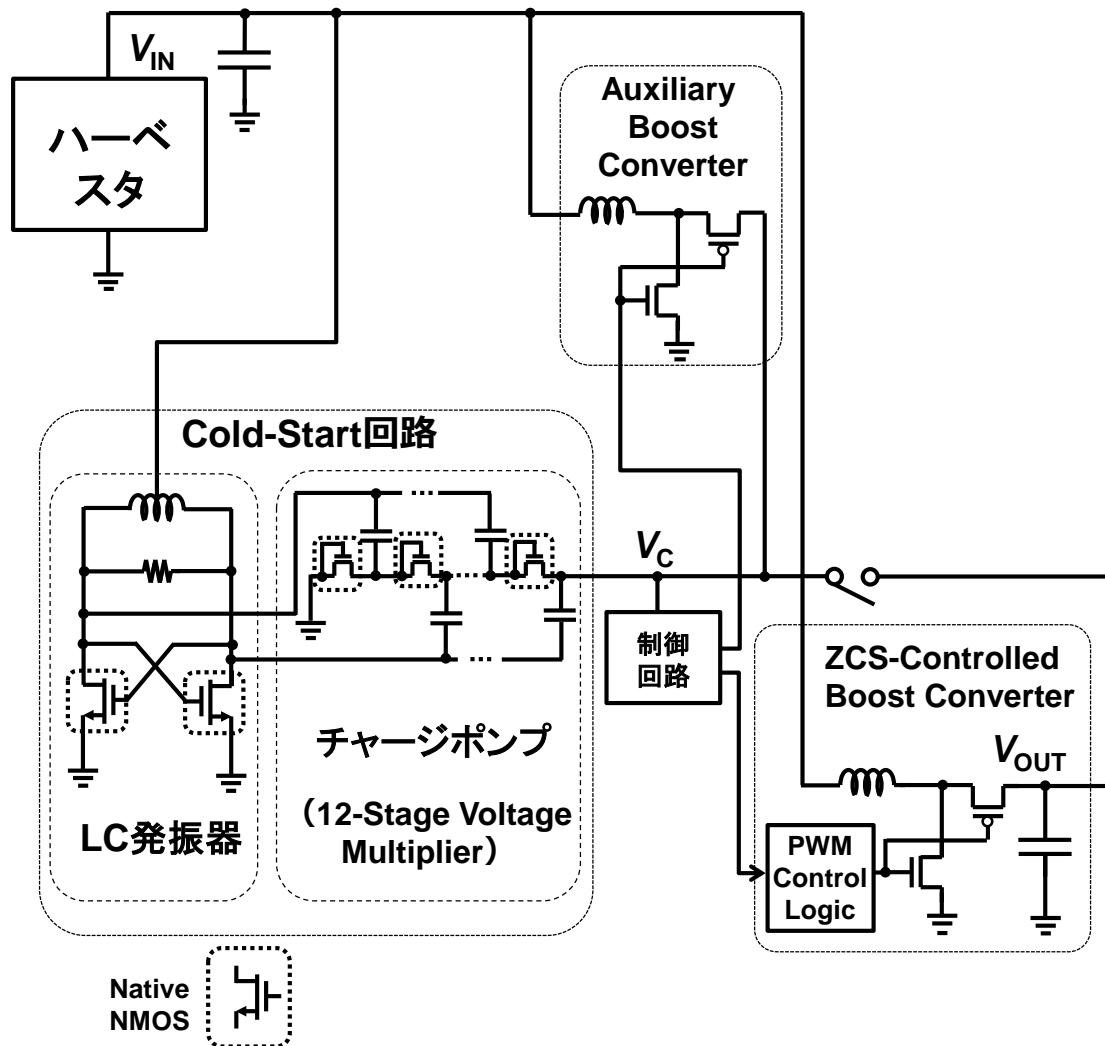 VIN
ハーベ
スタ
Auxiliary
Boost
Converter
Cold-Start回路
VC
制御
回路
ZCS-Controlled
Boost Converter
VOUT
チャージポンプ
(12-Stage Voltage
Multiplier)
LC発振器
PWM
Control
Logic
Native
NMOS